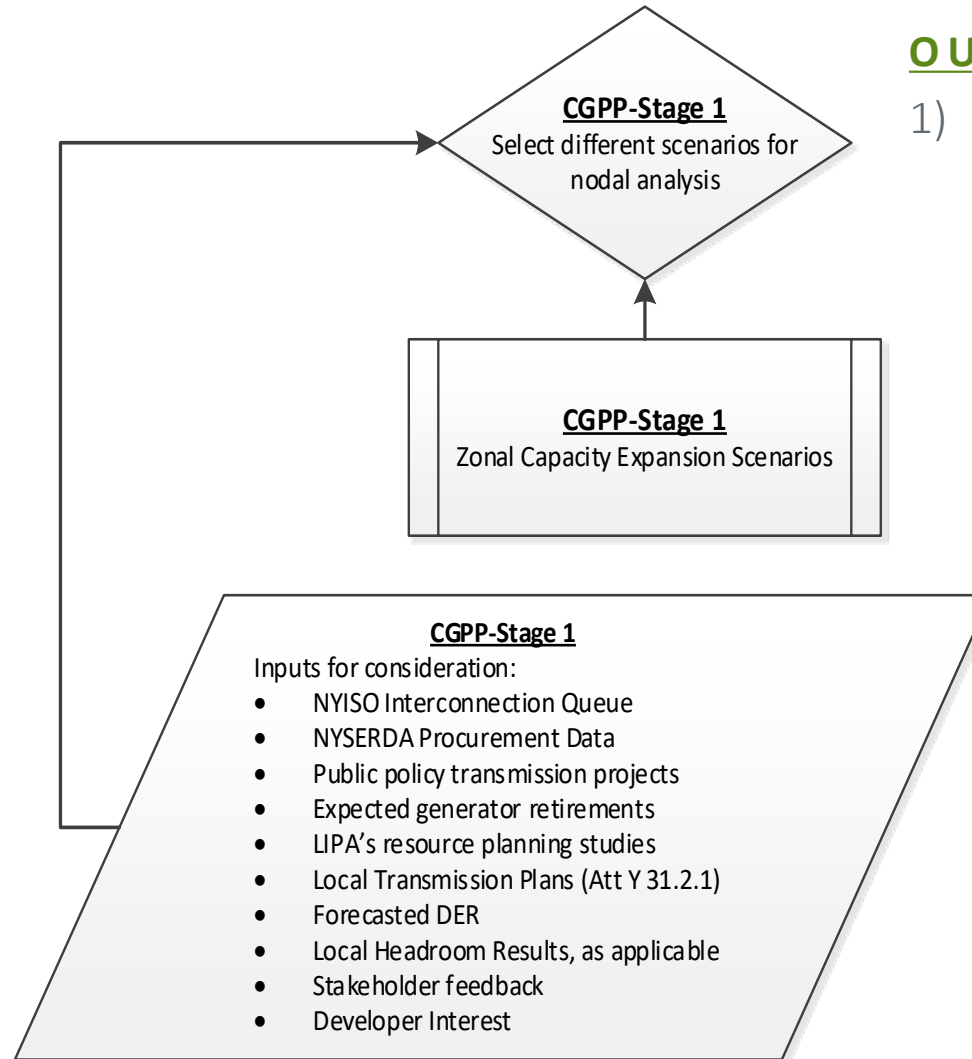 OU
1)
CGPP-Stage 1
Select different scenarios for
nodal analysis
CGPP-Stage 1
Zonal Capacity Expansion Scenarios
CGPP-Stage 1
Inputs for consideration:
• NYISO Interconnection Queue
• NYSERDA Procurement Data
• Public policy transmission projects
• Expected generator retirements
• LIPA's resource planning studies
• Local Transmission Plans (Att Y 31.2.1)
• Forecasted DER
• Local Headroom Results, as applicable
• Stakeholder feedback
• Developer Interest